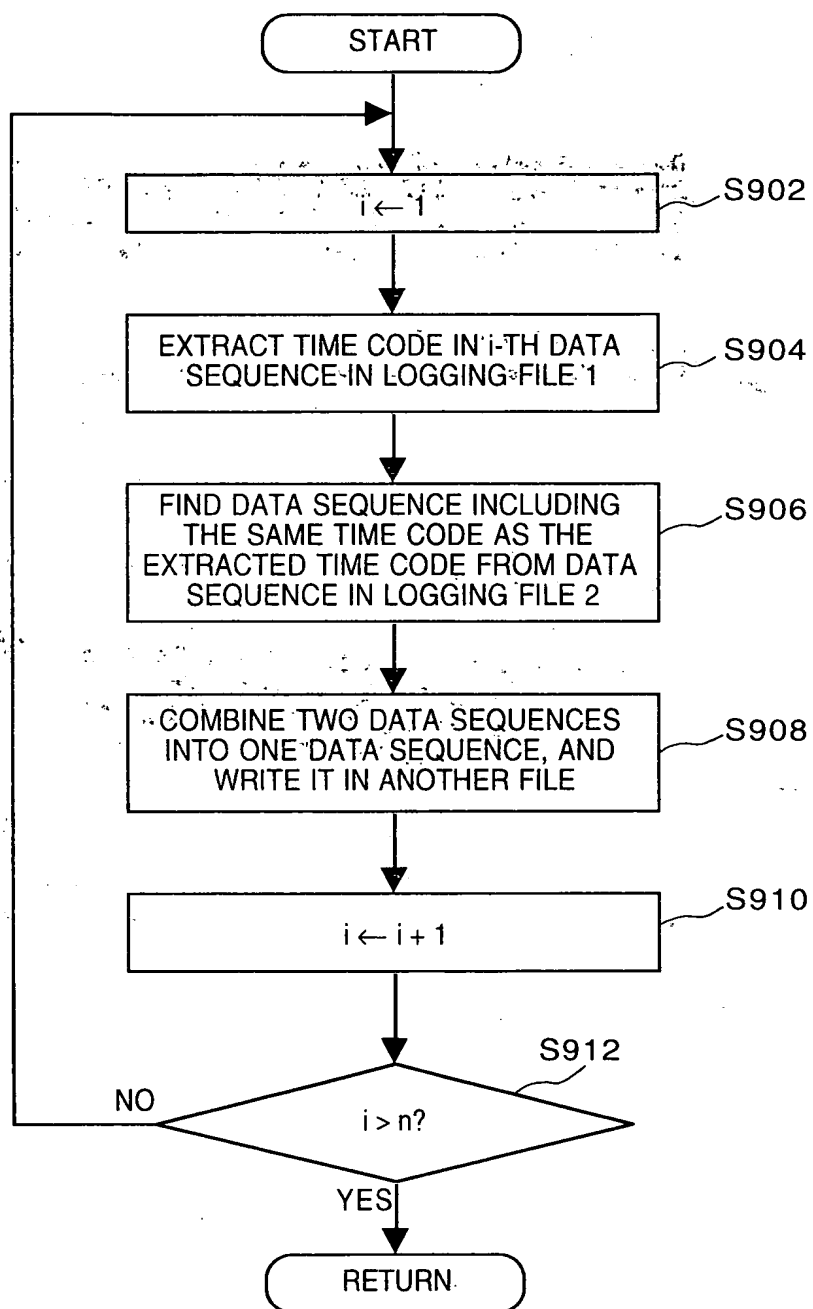 START
i ← 1
S902
EXTRACT TIME CODE IN i-TH DATA
SEQUENCE IN LOGGING FILE 1
S904
FIND DATA SEQUENCE INCLUDING
THE SAME TIME CODE AS THE
EXTRACTED TIME CODE FROM DATA
SEQUENCE IN LOGGING FILE 2
S906
COMBINE TWO DATA SEQUENCES
INTO ONE DATA SEQUENCE, AND
WRITE IT IN ANOTHER FILE
S908
i ← i + 1
S910
S912
NO
i > n?
YES
RETURN